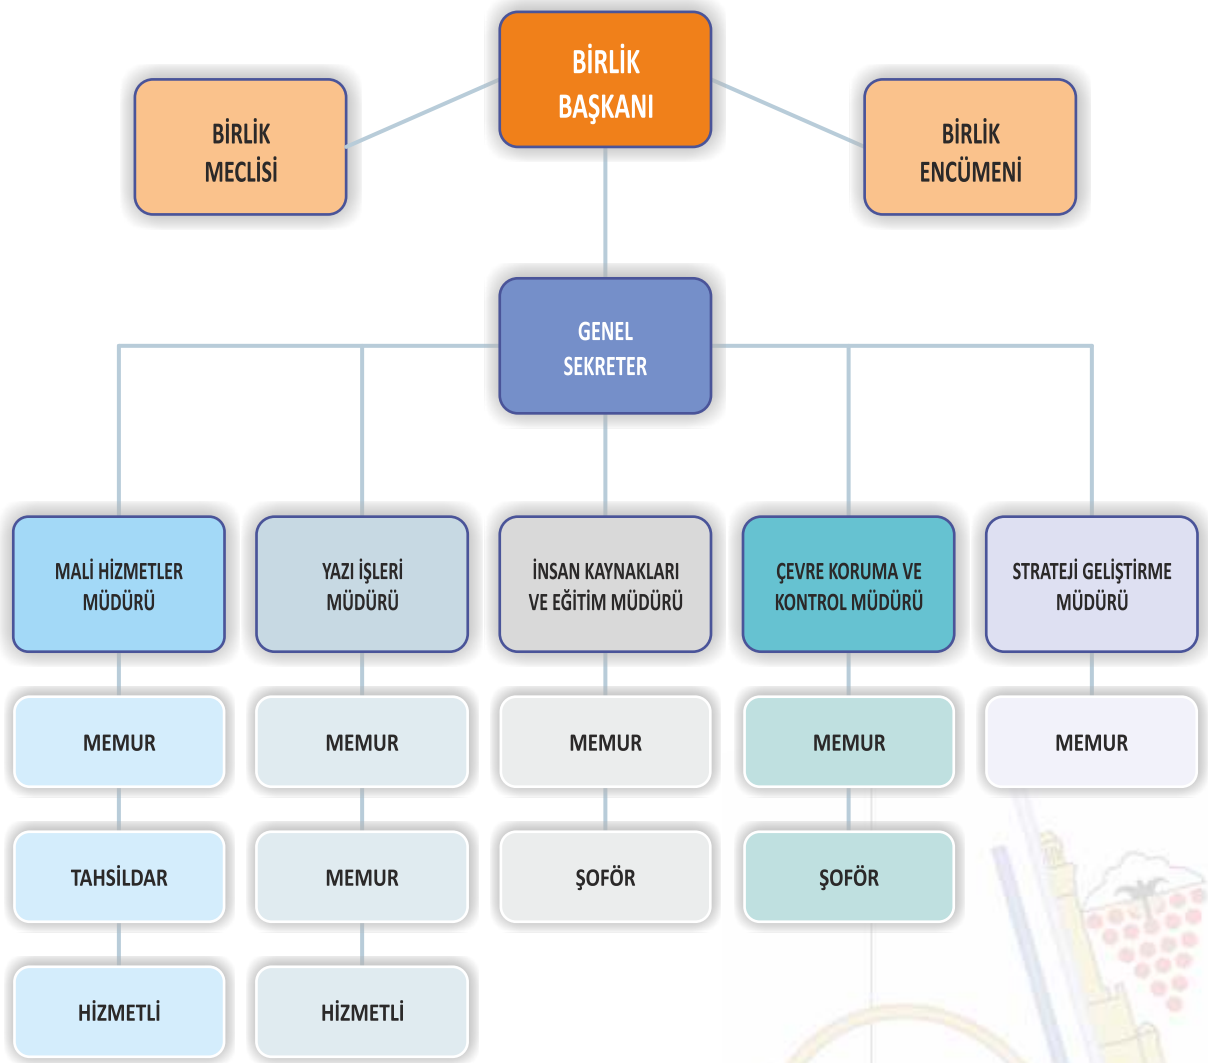 BİRLİK
BAŞKANI
BİRLİK
MECLİSİ
BİRLİK
ENCÜMENİ
GENEL
SEKRETER
MALİ HİZMETLER
MÜDÜRÜ
YAZI İŞLERİ
MÜDÜRÜ
İNSAN KAYNAKLARI
VE EĞİTİM MÜDÜRÜ
ÇEVRE KORUMA VE
KONTROL MÜDÜRÜ
STRATEJİ GELİŞTİRME
MÜDÜRÜ
MEMUR
MEMUR
MEMUR
MEMUR
MEMUR
TAHSİLDAR
MEMUR
ŞOFÖR
ŞOFÖR
HİZMETLİ
HİZMETLİ